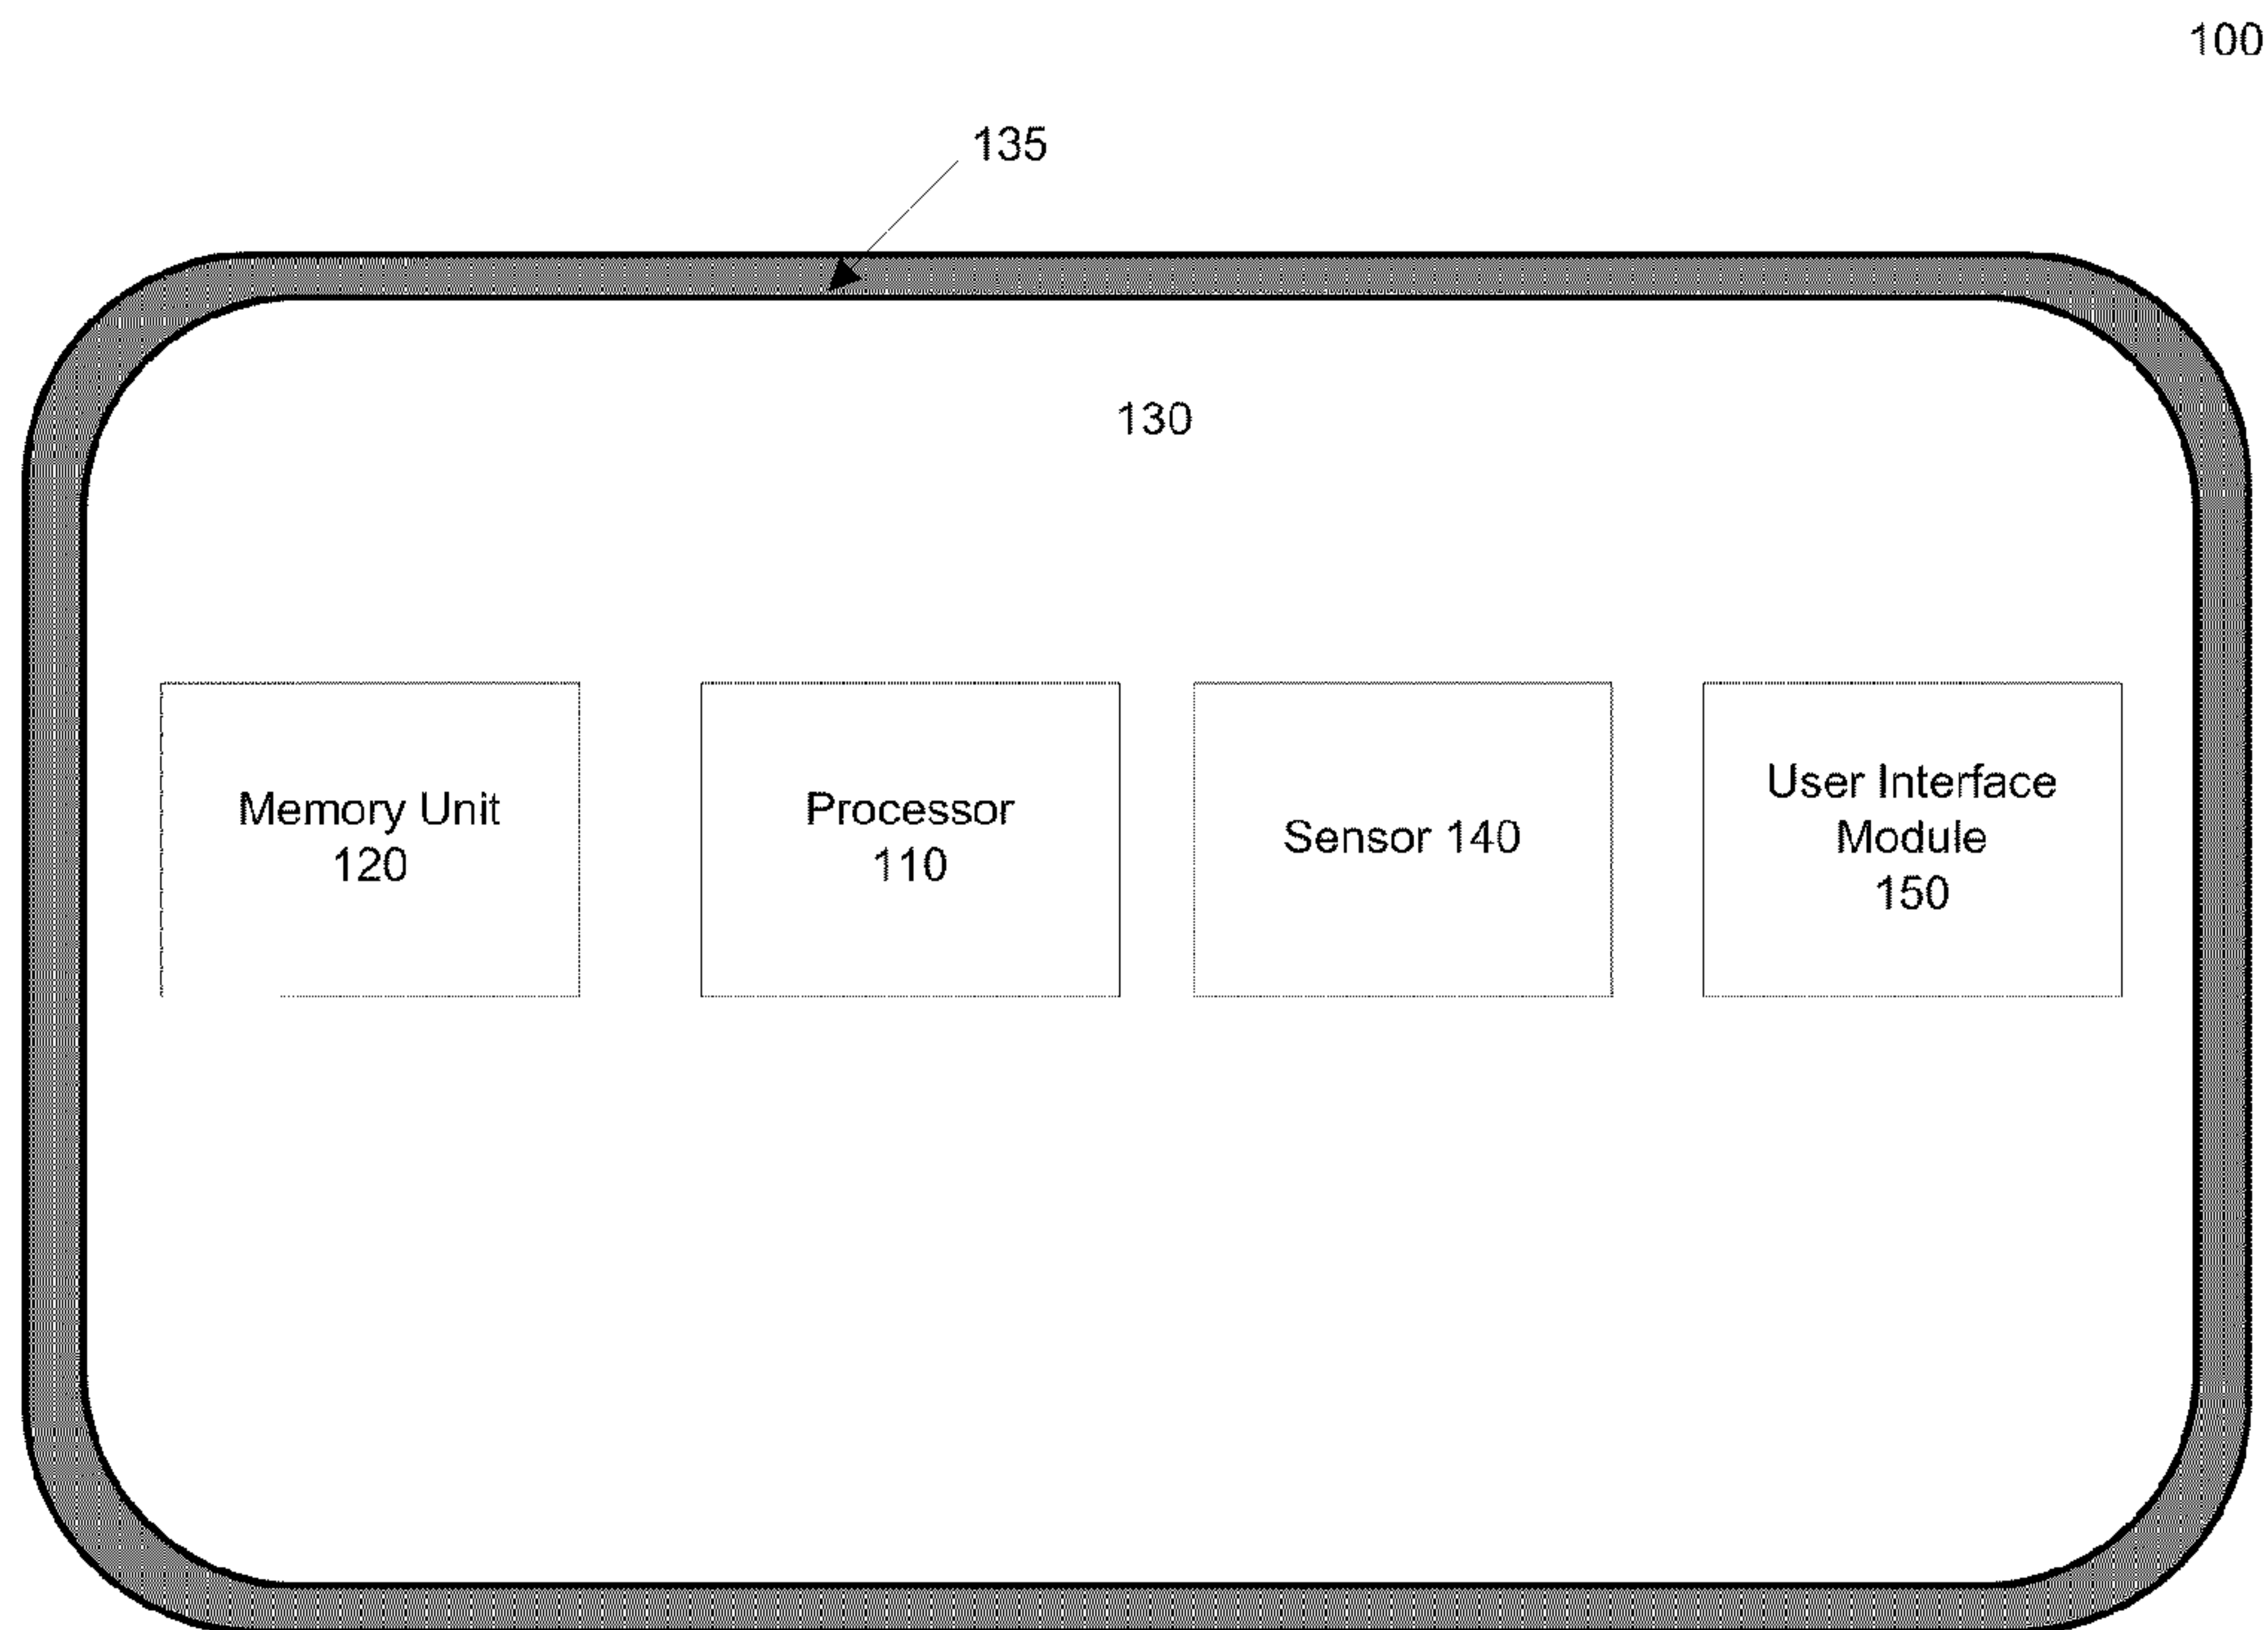 100
135
130
Memory Unit
120
Processor
110
Sensor 140
User Interface
Module
150